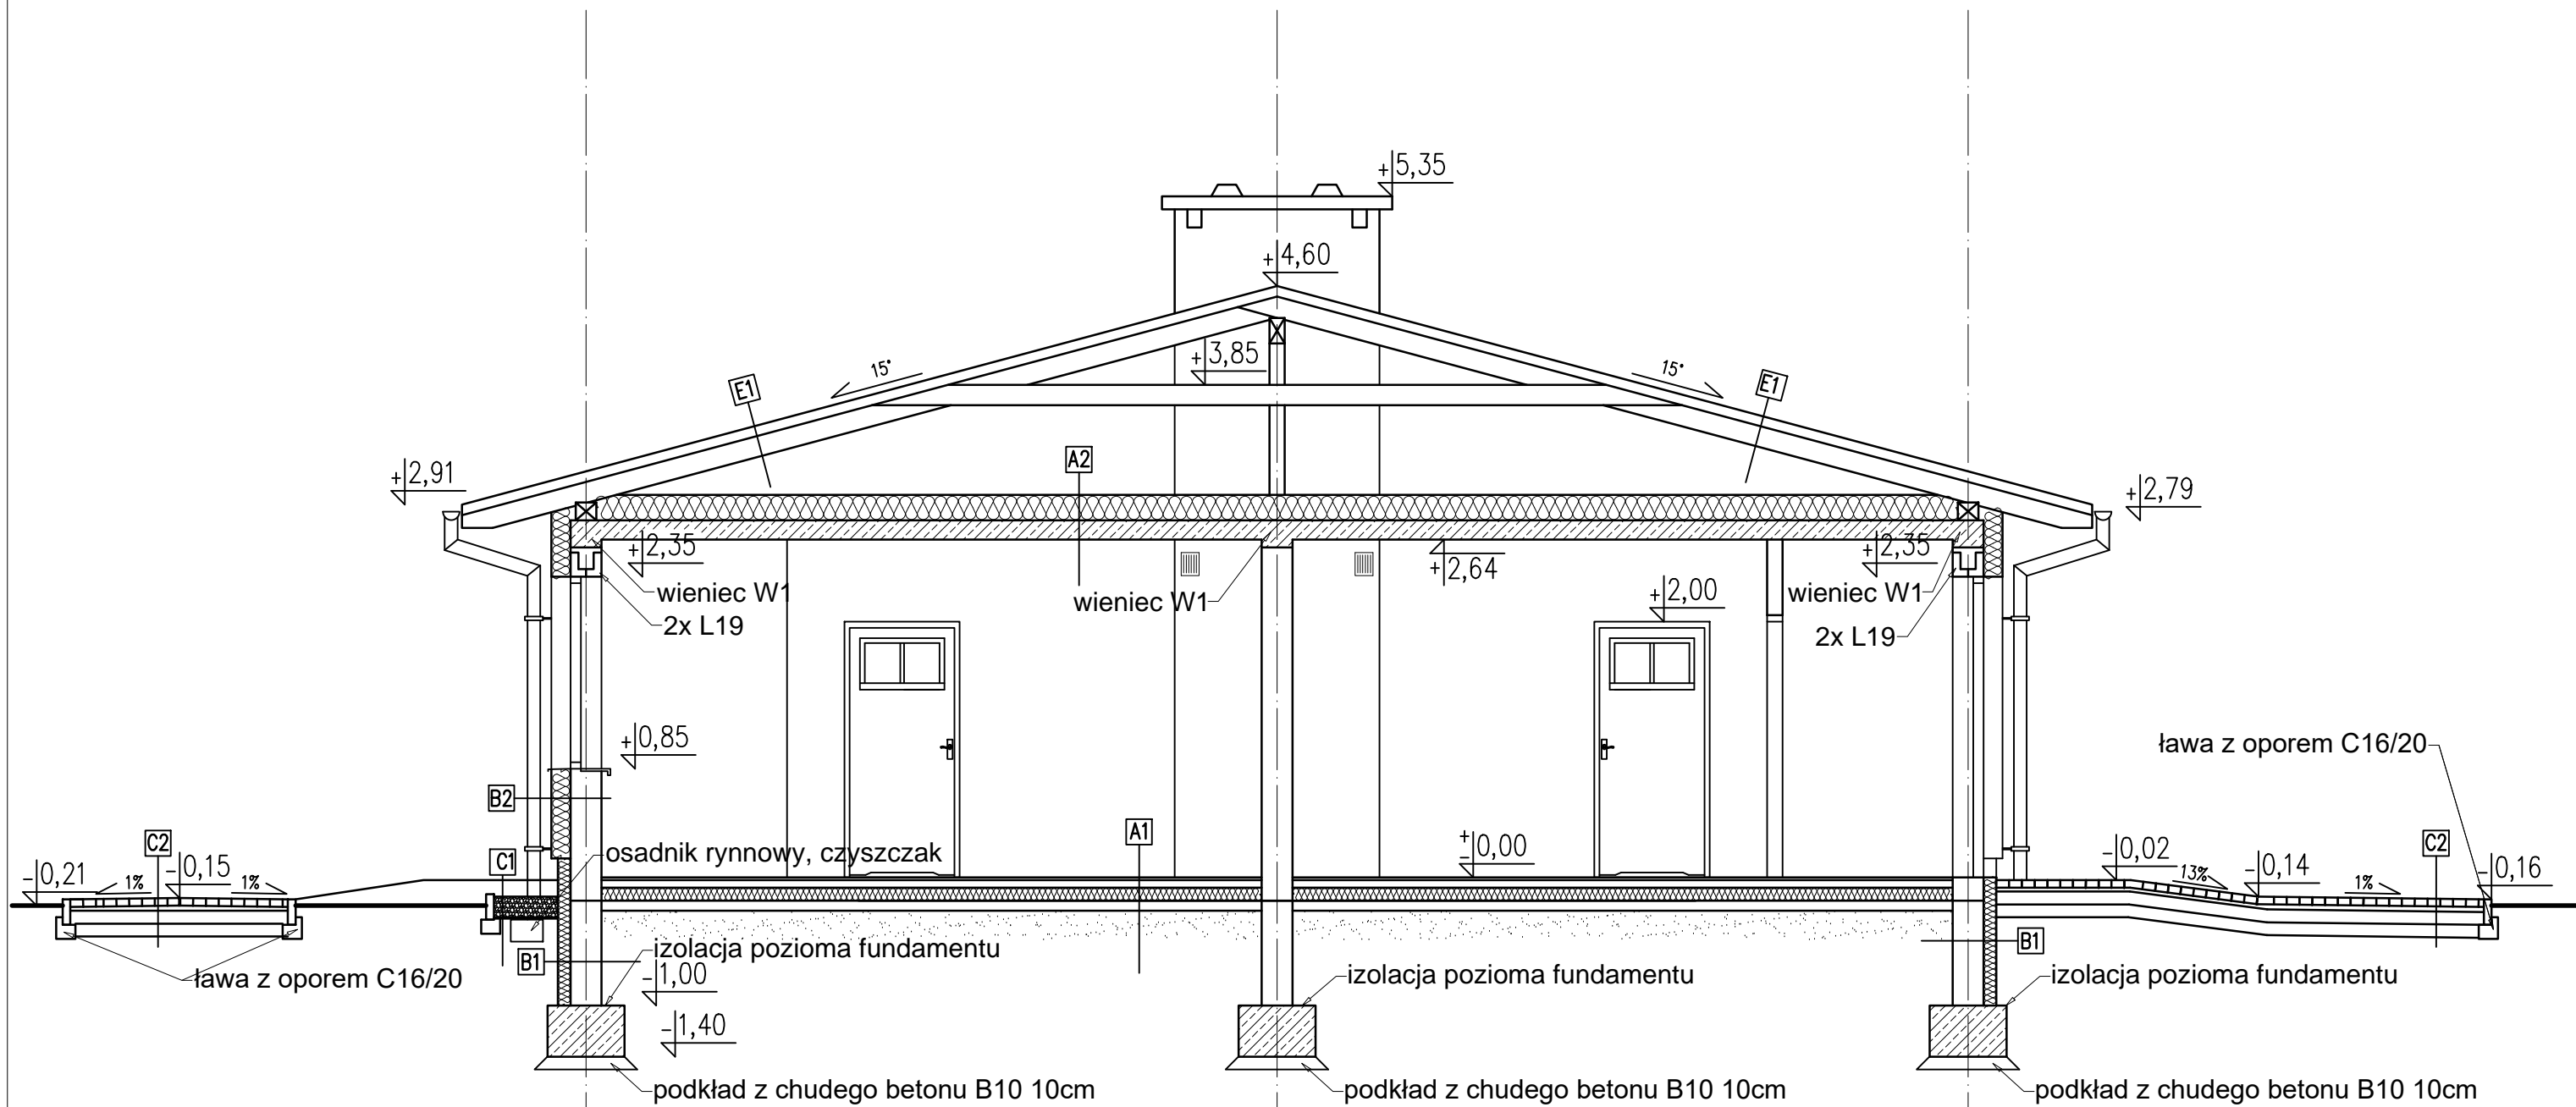 +5,35
+4,60
+3,85
15°
15°
E1
E1
A2
+2,91
+2,79
+2,35
+2,35
+2,64
wieniec W1
wieniec W1
wieniec W1
+2,00
2x L19
2x L19
+0,85
ława z oporem C16/20
B2
A1
C2
C2
C1
osadnik rynnowy, czyszczak
+
-0,00
-0,21
1%
-0,15
1%
-0,02
13%
-0,14
1%
-0,16
B1
B1
izolacja pozioma fundamentu
izolacja pozioma fundamentu
izolacja pozioma fundamentu
ława z oporem C16/20
-1,00
-1,40
podkład z chudego betonu B10 10cm
podkład z chudego betonu B10 10cm
podkład z chudego betonu B10 10cm